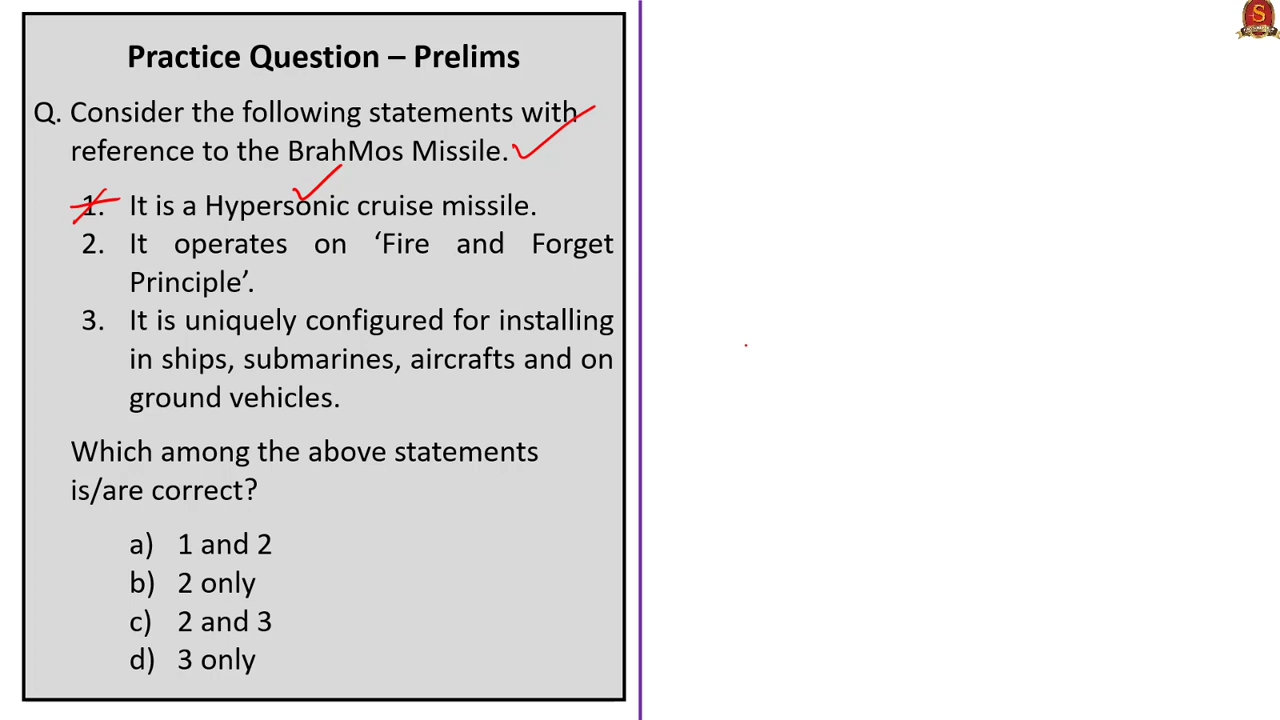 Practice Question – Prelims
Q. Consider the following statements with
reference to the BrahMos Missile.
1. It is a Hypersonic cruise missile.
2. It operates on ‘Fire and Forget
Principle’.
3. It is uniquely configured for installing
in ships, submarines, aircrafts and on
ground vehicles.
Which among the above statements
is/are correct?
a) 1 and 2
b) 2 only
c) 2 and 3
d) 3 only
S